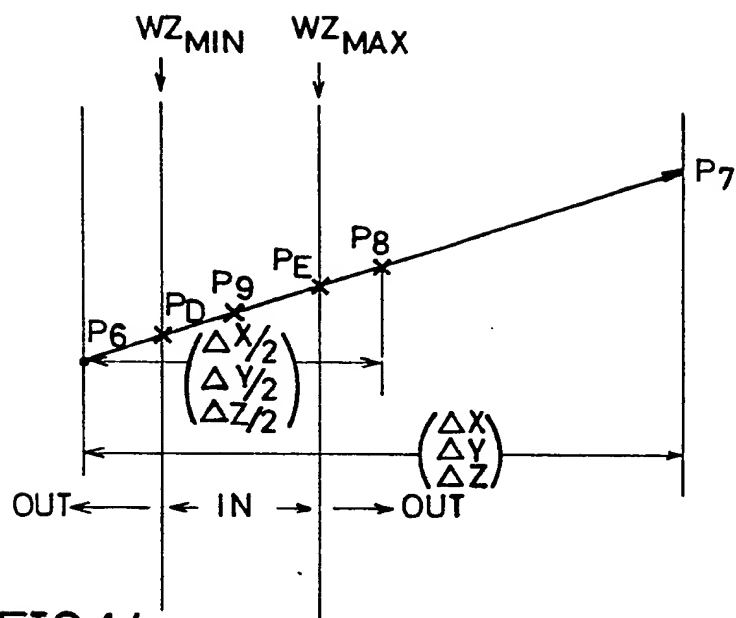 WZMIN WZMAX
P7
P8
PE
P9
PD
P6
ΔX/2
ΔY/2
ΔZ/2
ΔX
ΔY
ΔZ
OUT IN OUT